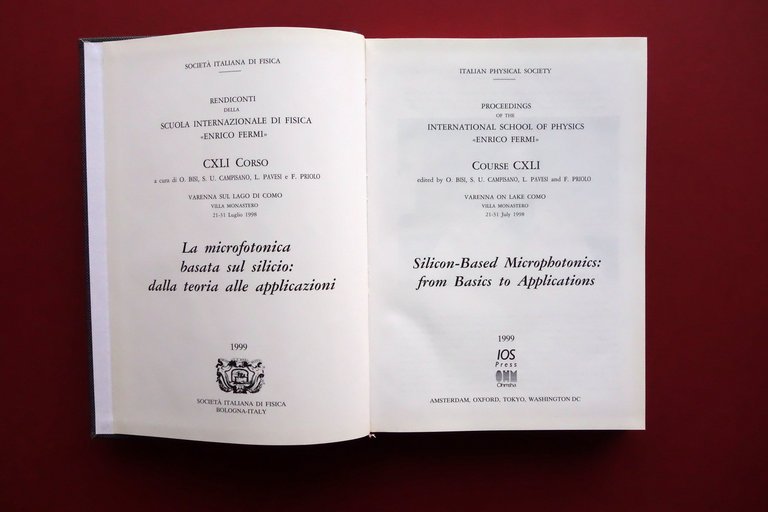 SOCIETÀ ITALIANA DI FISICA
RENDICONTI
DELLA
SCUOLA INTERNAZIONALE DI FISICA
«ENRICO FERMI»
CXLI Corso
a cura di O. BISI, S. U. CAMPISANO, L. PAVESI e F. PRIOLO
VARENNA SUL LAGO DI COMO
VILLA MONASTERO
21-31 Luglio 1998
La microfotonica
basata sul silicio:
dalla teoria alle applicazioni
1999
SOCIETÀ ITALIANA DI FISICA
BOLOGNA-ITALY
ITALIAN PHYSICAL SOCIETY
PROCEEDINGS
OF THE
INTERNATIONAL SCHOOL OF PHYSICS
«ENRICO FERMI»
Course CXLI
edited by O. BISI, S. U. CAMPISANO, L. PAVESI and F. PRIOLO
VARENNA ON LAKE COMO
VILLA MONASTERO
21-31 July 1998
Silicon-Based Microphotonics:
from Basics to Applications
1999
IOS
Press
OHM
Ohmsha
AMSTERDAM, OXFORD, TOKYO, WASHINGTON DC